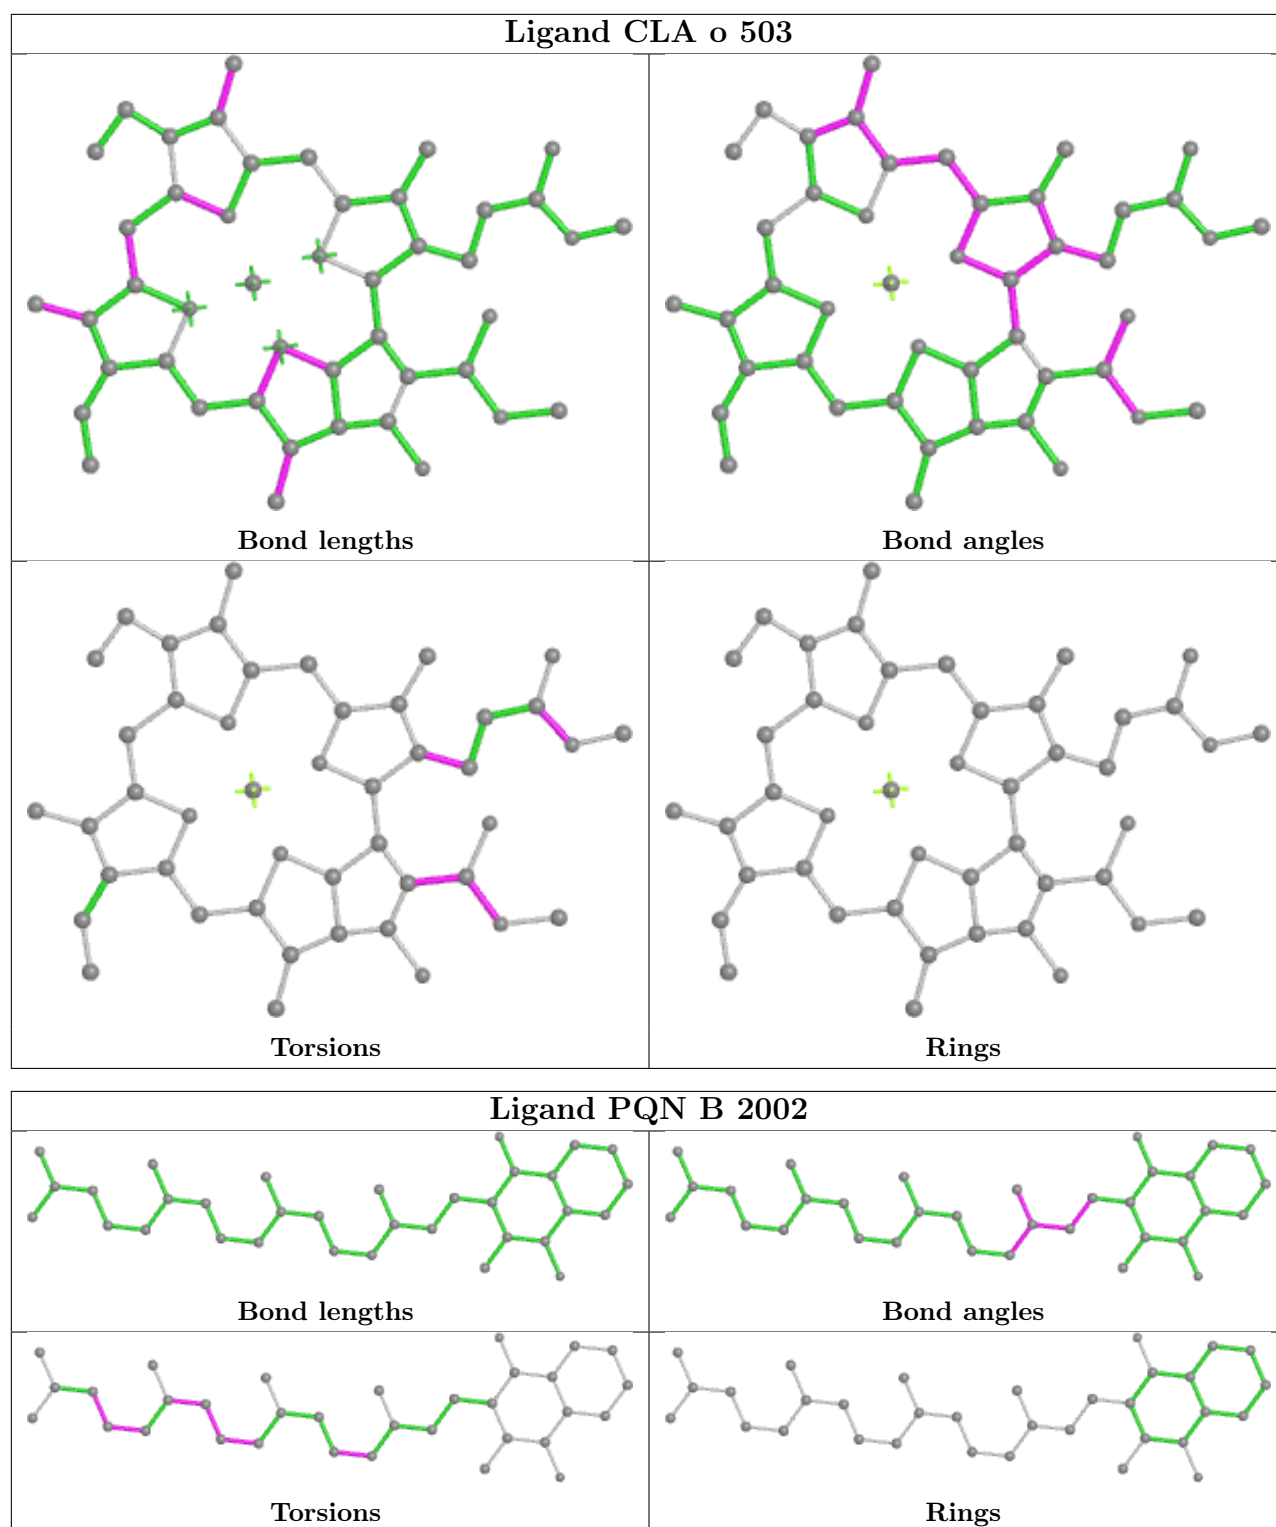 Ligand CLA o 503
Bond lengths
Bond angles
Torsions
Rings
Ligand PQN B 2002
Bond lengths
Bond angles
Torsions
Rings